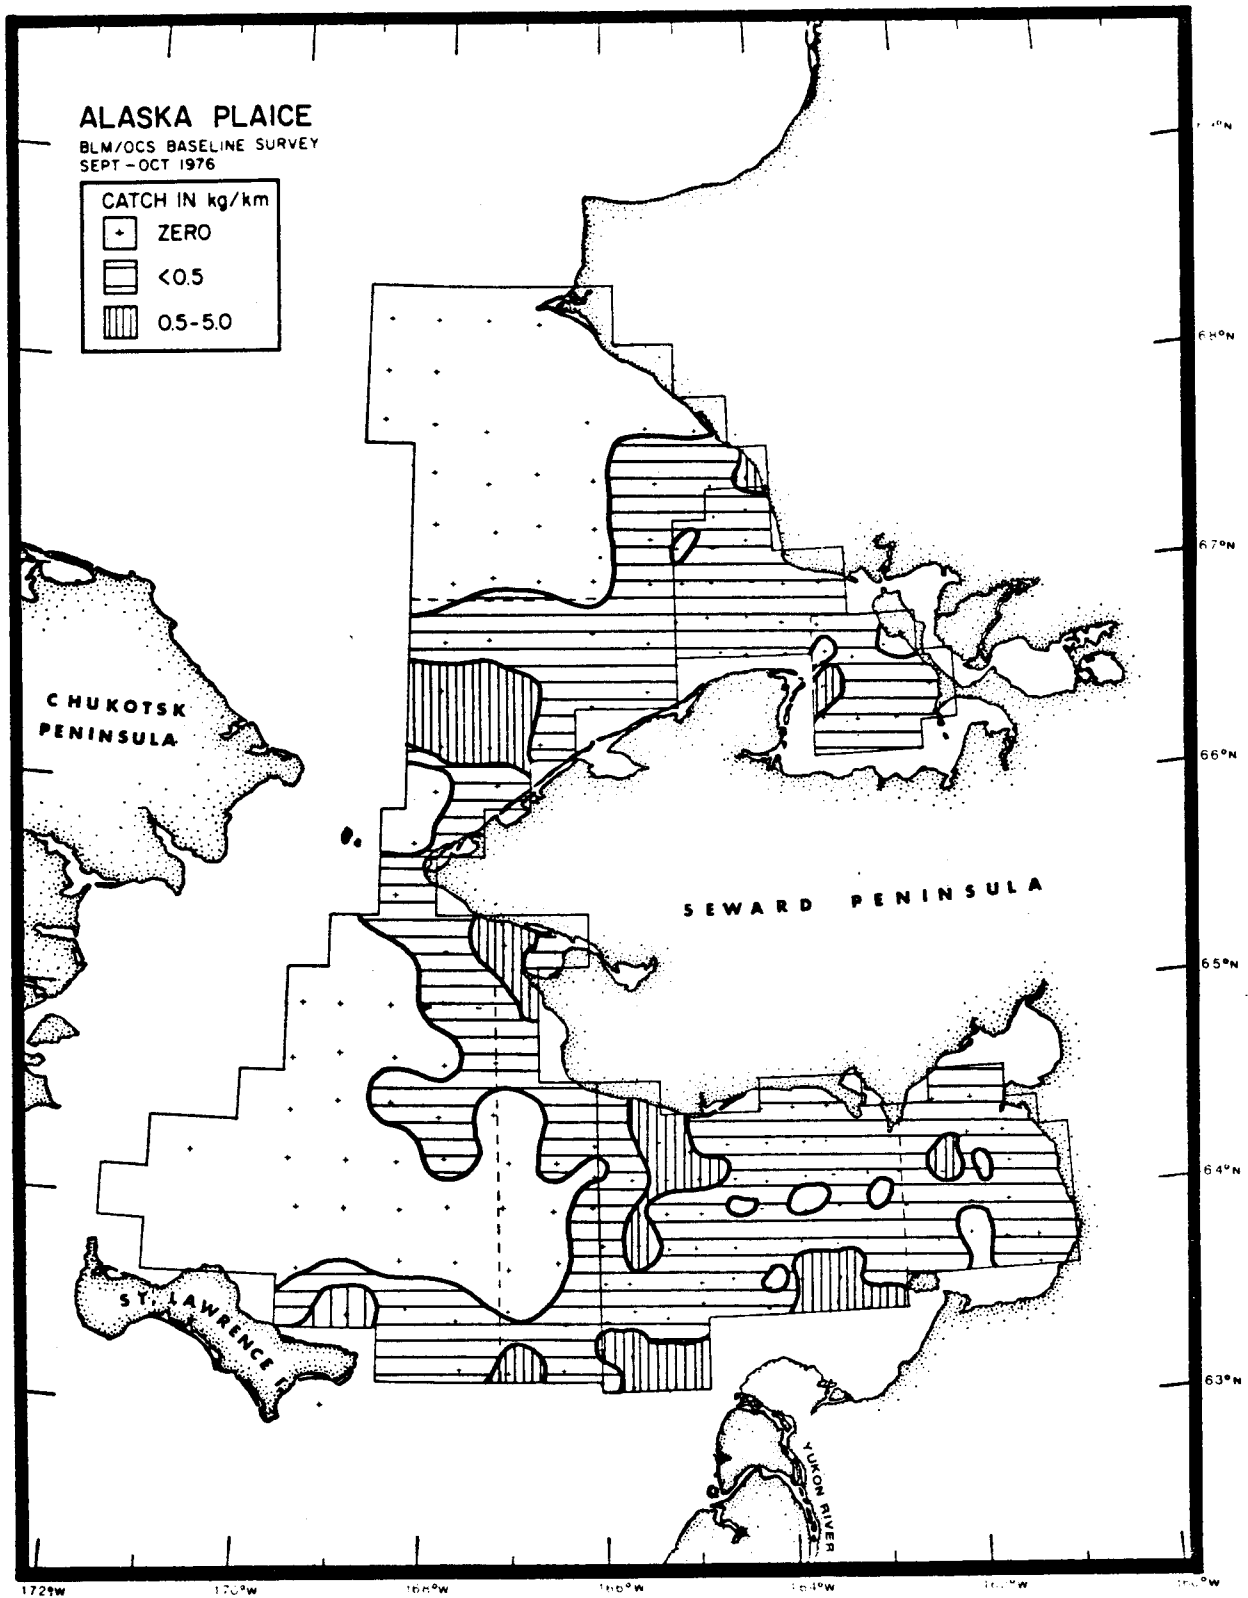 ALASKA PLAICE
BLM/OCS BASELINE SURVEY
SEPT-OCT 1976
CATCH IN kg/km
ZERO
<0.5
0.5-5.0
68°N
67°N
CHUKOTSK
PENINSULA
66°N
SEWARD PENINSULA
65°N
64°N
ST. LAWRENCE I.
63°N
YUKON RIVER
172°W
170°W
168°W
166°W
164°W